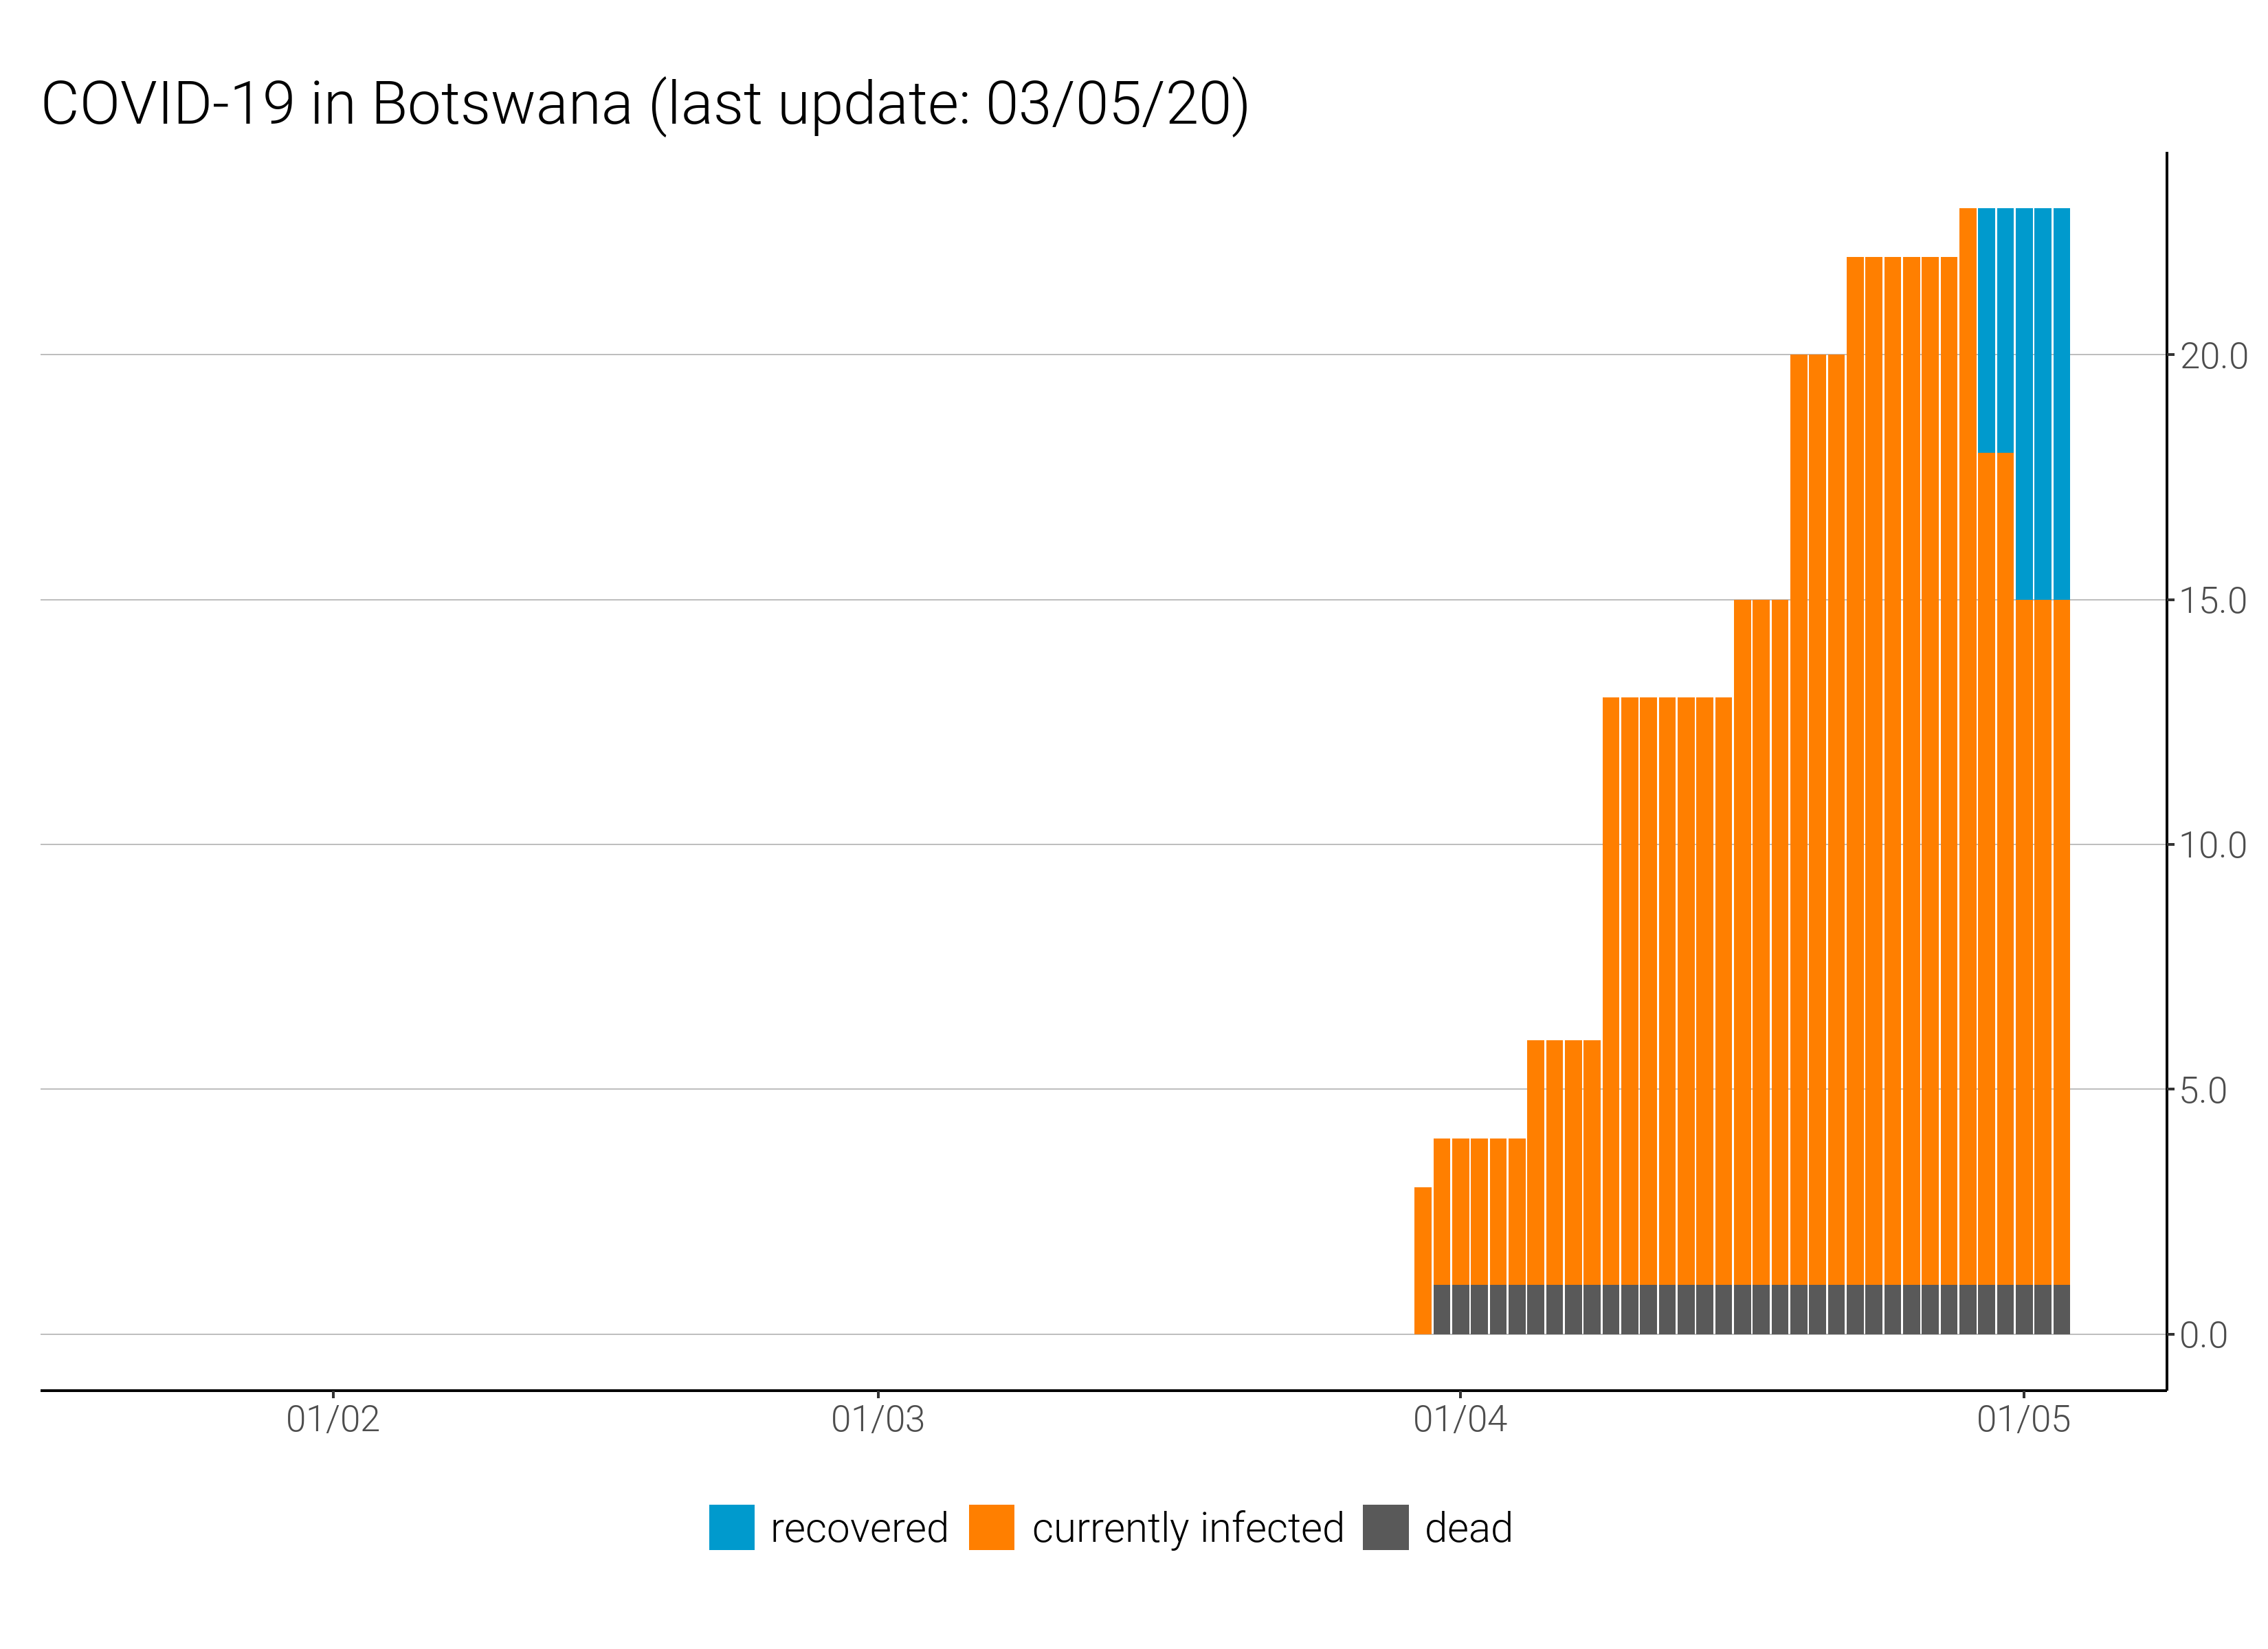 COVID-19 in Botswana (last update: 03/05/20)
20.0
15.0
10.0
5.0
0.0
01/02 01/03 01/04 01/05
recovered currently infected dead